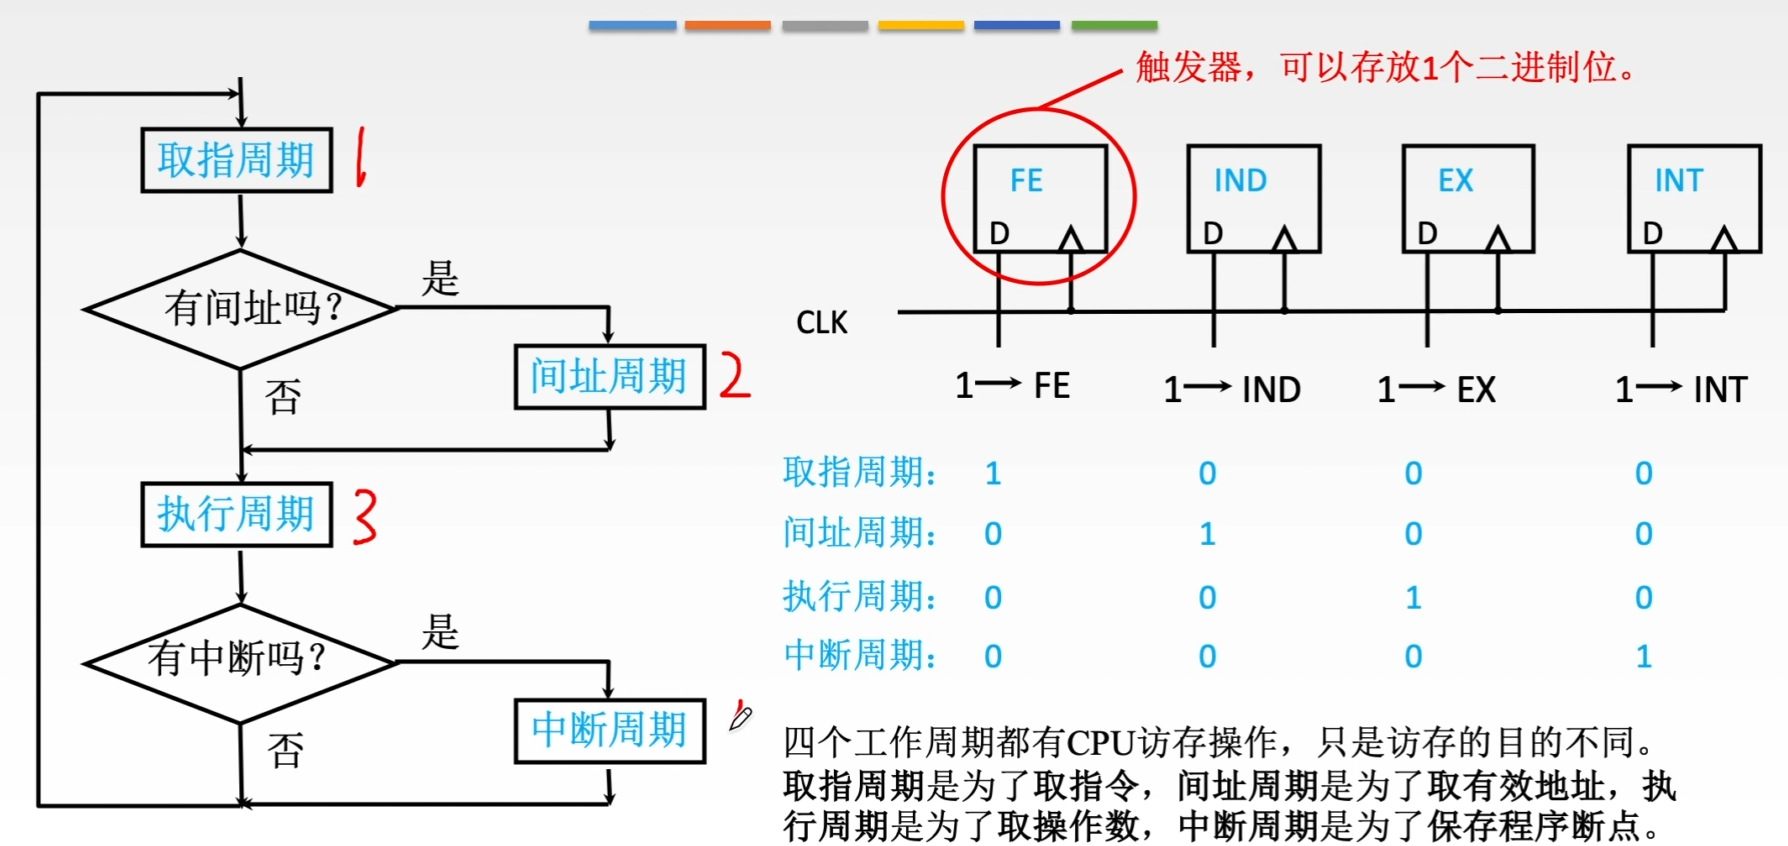 触发器，可以存放1个二进制位。
取指周期 1
有间址吗？
是
否
间址周期 2
执行周期 3
有中断吗？
是
否
中断周期
FE IND EX INT
D D D D
CLK
1→ FE 1→ IND 1→ EX 1→ INT
取指周期： 1 0 0 0
间址周期： 0 1 0 0
执行周期： 0 0 1 0
中断周期： 0 0 0 1
四个工作周期都有CPU访存操作，只是访存的目的不同。
取指周期是为了取指令，间址周期是为了取有效地址，执
行周期是为了取操作数，中断周期是为了保存程序断点。